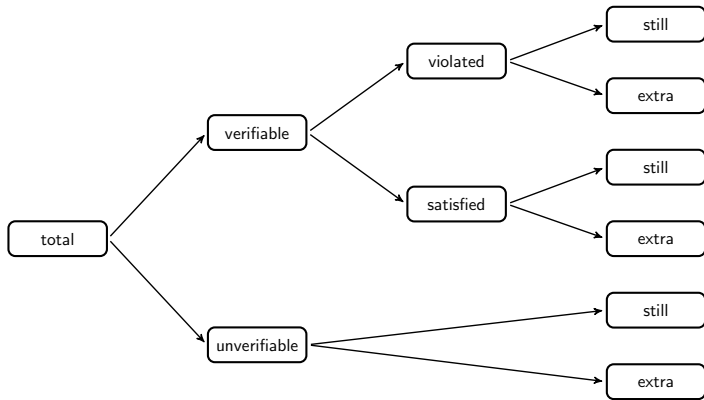 still
violated
extra
verifiable
still
satisfied
extra
total
still
unverifiable
extra